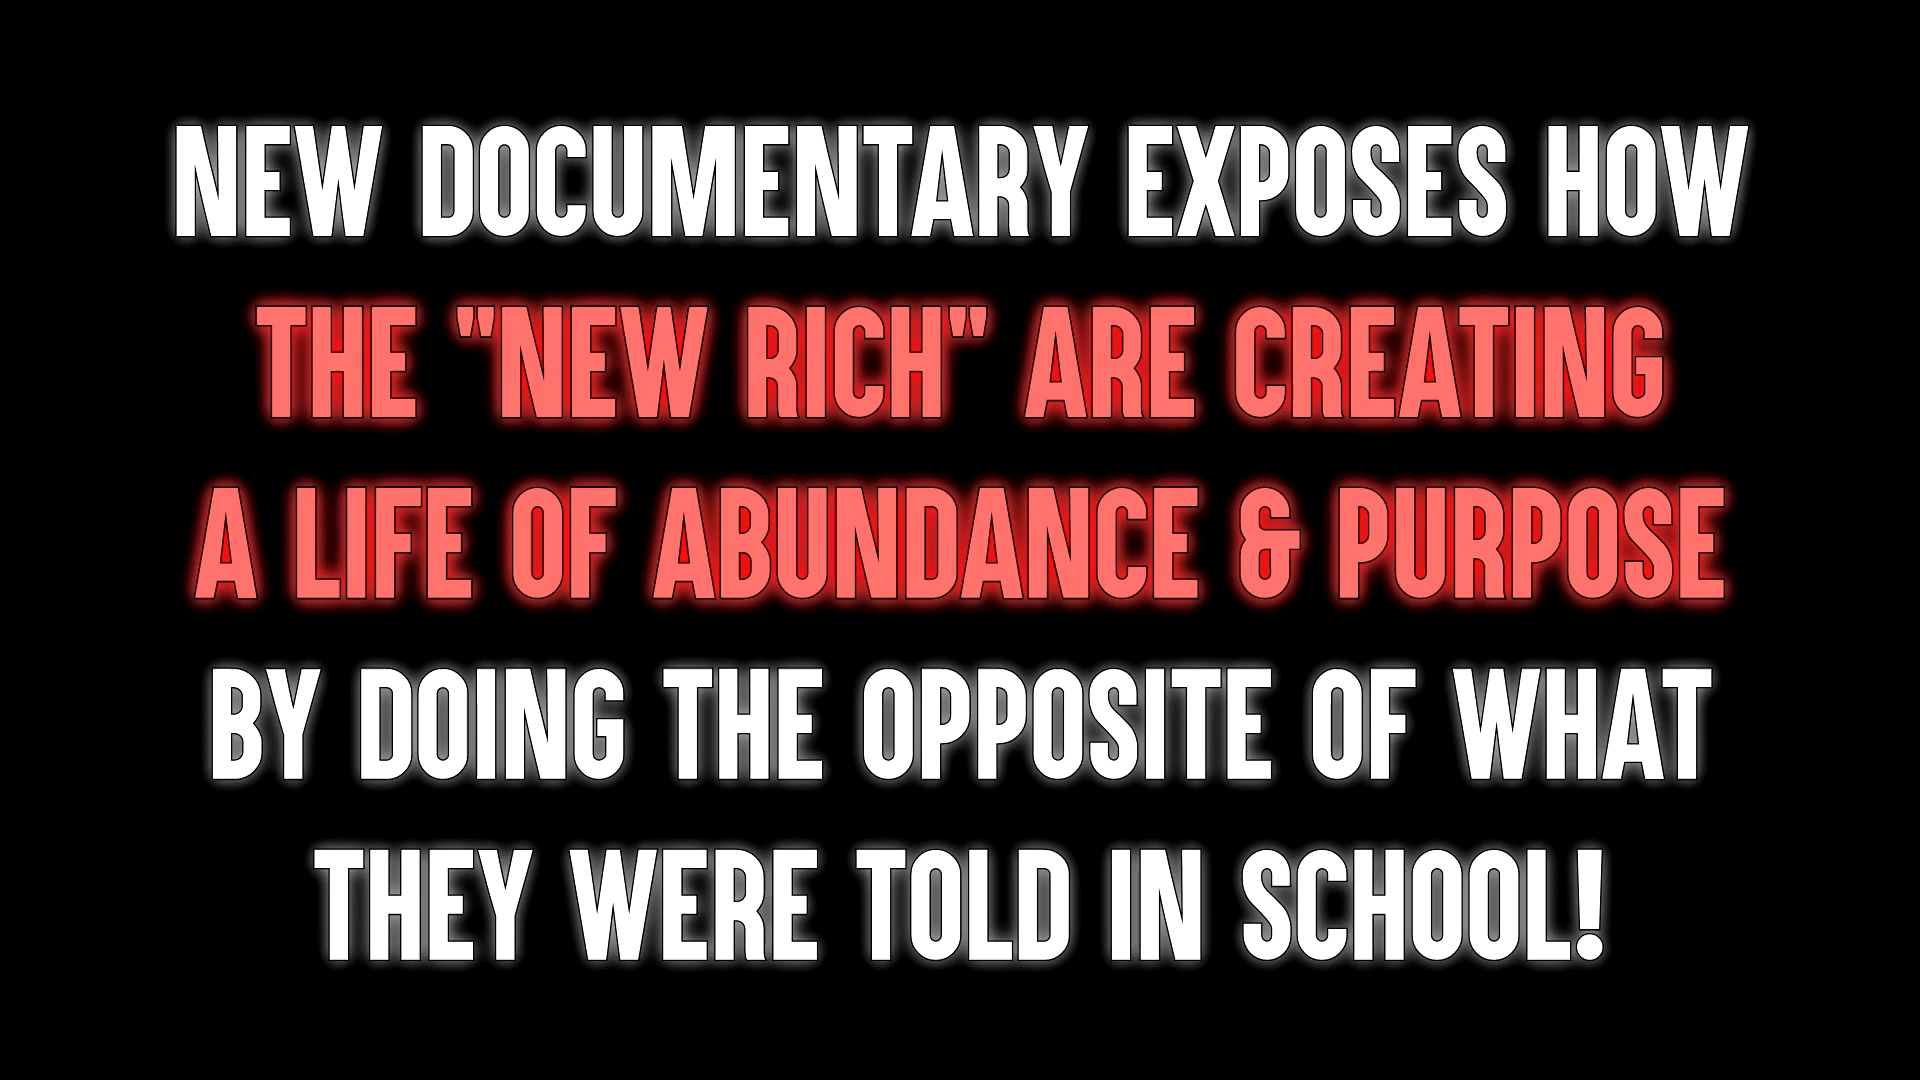 NEW DOCUMENTARY EXPOSES HOW
THE "NEW RICH" ARE CREATING
A LIFE OF ABUNDANCE & PURPOSE
BY DOING THE OPPOSITE OF WHAT
THEY WERE TOLD IN SCHOOL!